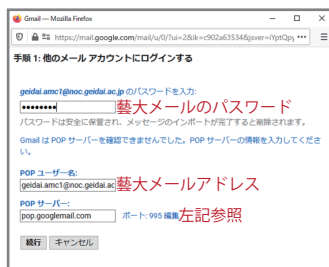 Gmail — Mozilla Firefox
https://mail.google.com/mail/u/0/?ui=2&ik=c902a63534&jsver=iYptQpy
手順 1: 他のメール アカウントにログインする
geidai.amc1@noc.geidai.ac.jp のパスワードを入力:
●●●●●●●● 藝大メールのパスワード
パスワードは安全に保管され、メッセージのインポートが完了すると削除されます。
Gmail は POP サーバーを確認できませんでした。POP サーバーの情報を入力してくださ
い。
POP ユーザー名:
geidai.amc1@noc.geidai.ac 藝大メールアドレス
POP サーバー:
pop.googlemail.com ポート: 995 編集 左記参照
続行 キャンセル